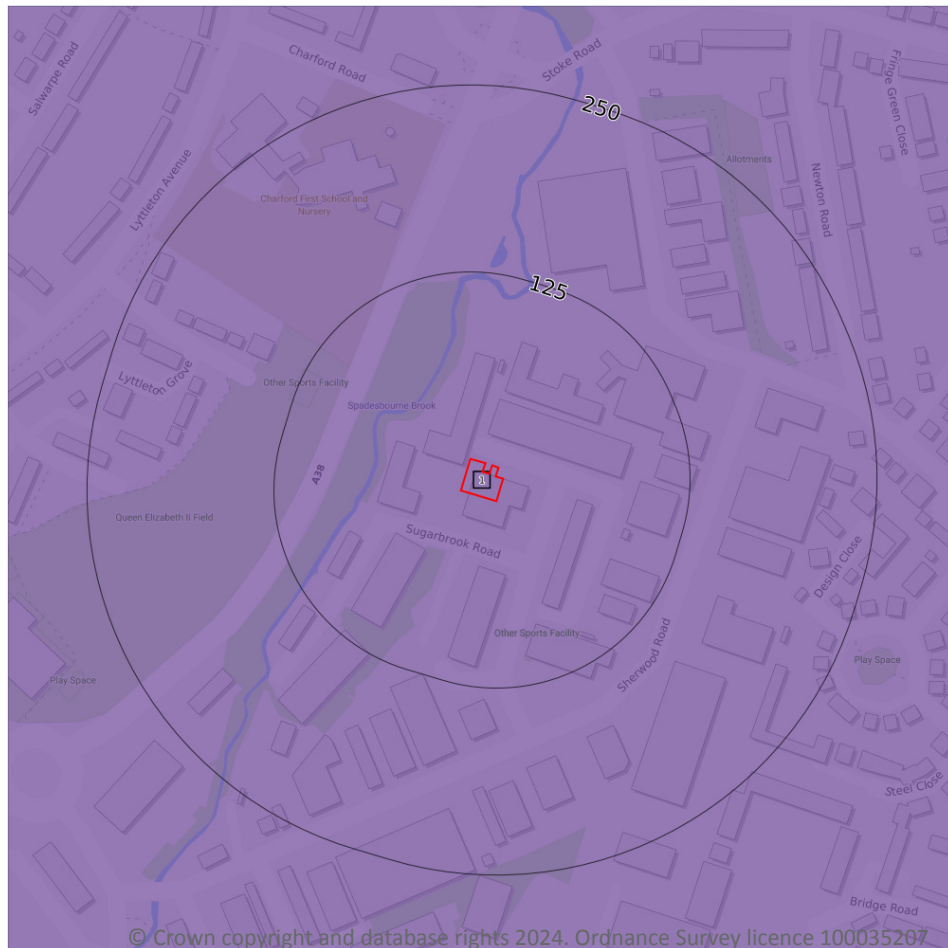 Charford Road
Stoke Road
Salwarpe Road
Fringe Green Close
250
Lyttleton Avenue
Allotments
Newton Road
Charford First School and
Nursery
125
Lyttleton Grove
Other Sports Facility
Spadesbourne Brook
A38
1
Queen Elizabeth II Field
Sugarbrook Road
Design Close
Other Sports Facility
Sherwood Road
Play Space
Play Space
Steel Close
Bridge Road
© Crown copyright and database rights 2024. Ordnance Survey licence 100035207